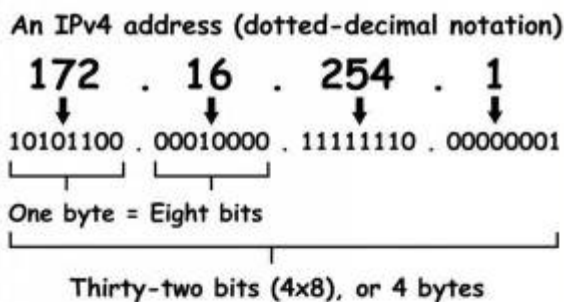 An IPv4 address (dotted-decimal notation)
172 . 16 . 254 . 1
10101100 . 00010000 . 11111110 . 00000001
One byte = Eight bits
Thirty-two bits (4x8), or 4 bytes